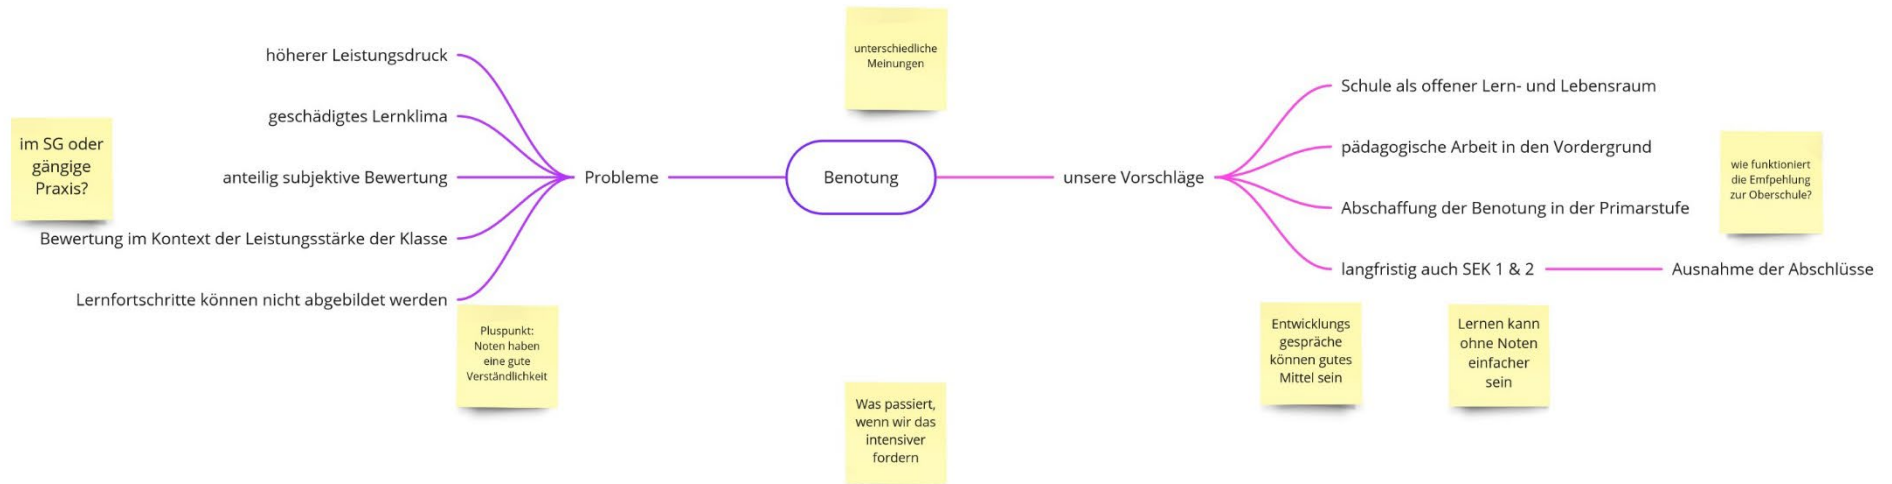 höherer Leistungsdruck
geschädigtes Lernklima
anteilig subjektive Bewertung
Bewertung im Kontext der Leistungsstärke der Klasse
Lernfortschritte können nicht abgebildet werden
im SG oder
gängige
Praxis?
Pluspunkt:
Noten haben
eine gute
Verständlichkeit
Probleme
unterschiedliche
Meinungen
Benotung
Was passiert,
wenn wir das
intensiver
fordern
unsere Vorschläge
Schule als offener Lern- und Lebensraum
pädagogische Arbeit in den Vordergrund
Abschaffung der Benotung in der Primarstufe
langfristig auch SEK 1 & 2
Ausnahme der Abschlüsse
wie funktioniert
die Emfpehlung
zur Oberschule?
Entwicklungs
gespräche
können gutes
Mittel sein
Lernen kann
ohne Noten
einfacher
sein